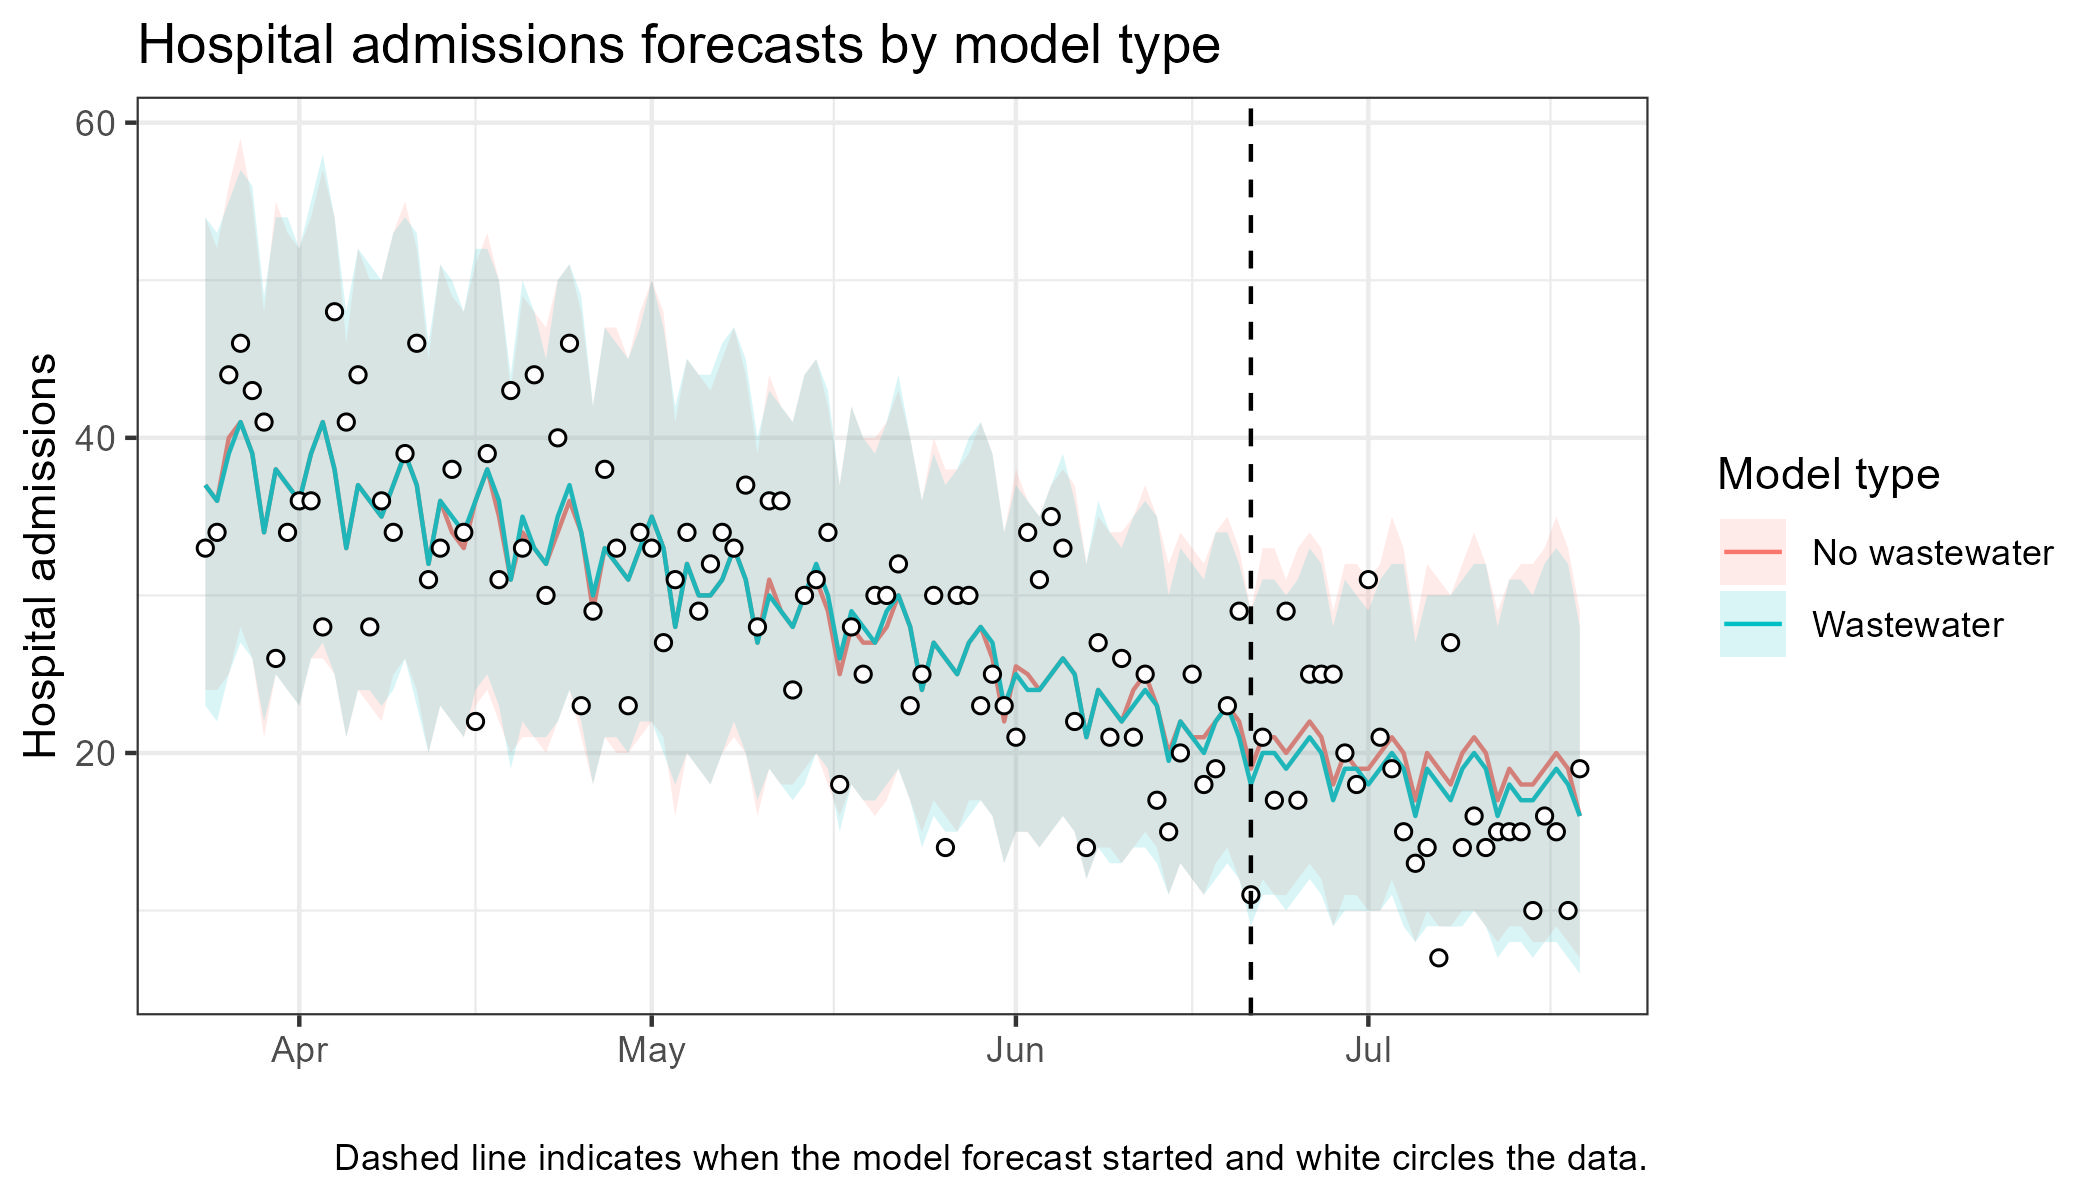 Hospital admissions forecasts by model type
60
40
20
Hospital admissions
Apr
May
Jun
Jul
Model type
No wastewater
Wastewater
Dashed line indicates when the model forecast started and white circles the data.